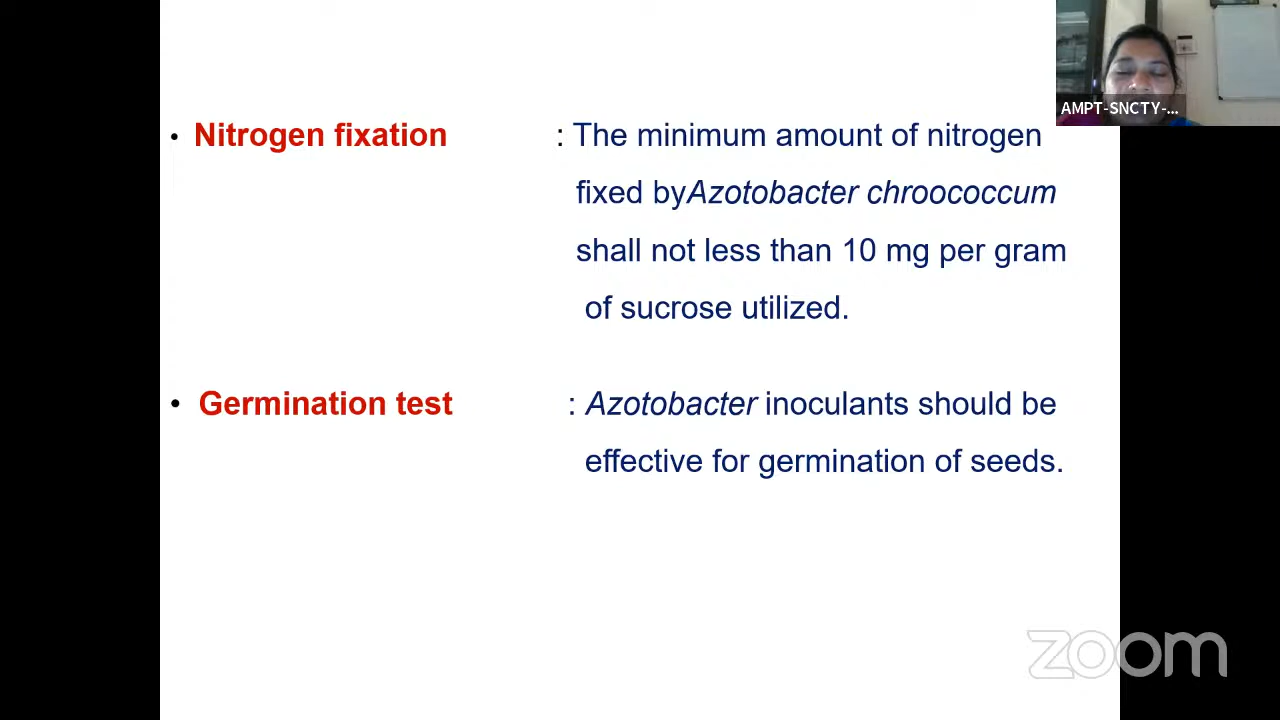 AMPT-SNCTY-...
• Nitrogen fixation : The minimum amount of nitrogen
fixed byAzotobacter chroococcum
shall not less than 10 mg per gram
of sucrose utilized.
• Germination test : Azotobacter inoculants should be
effective for germination of seeds.
zoom